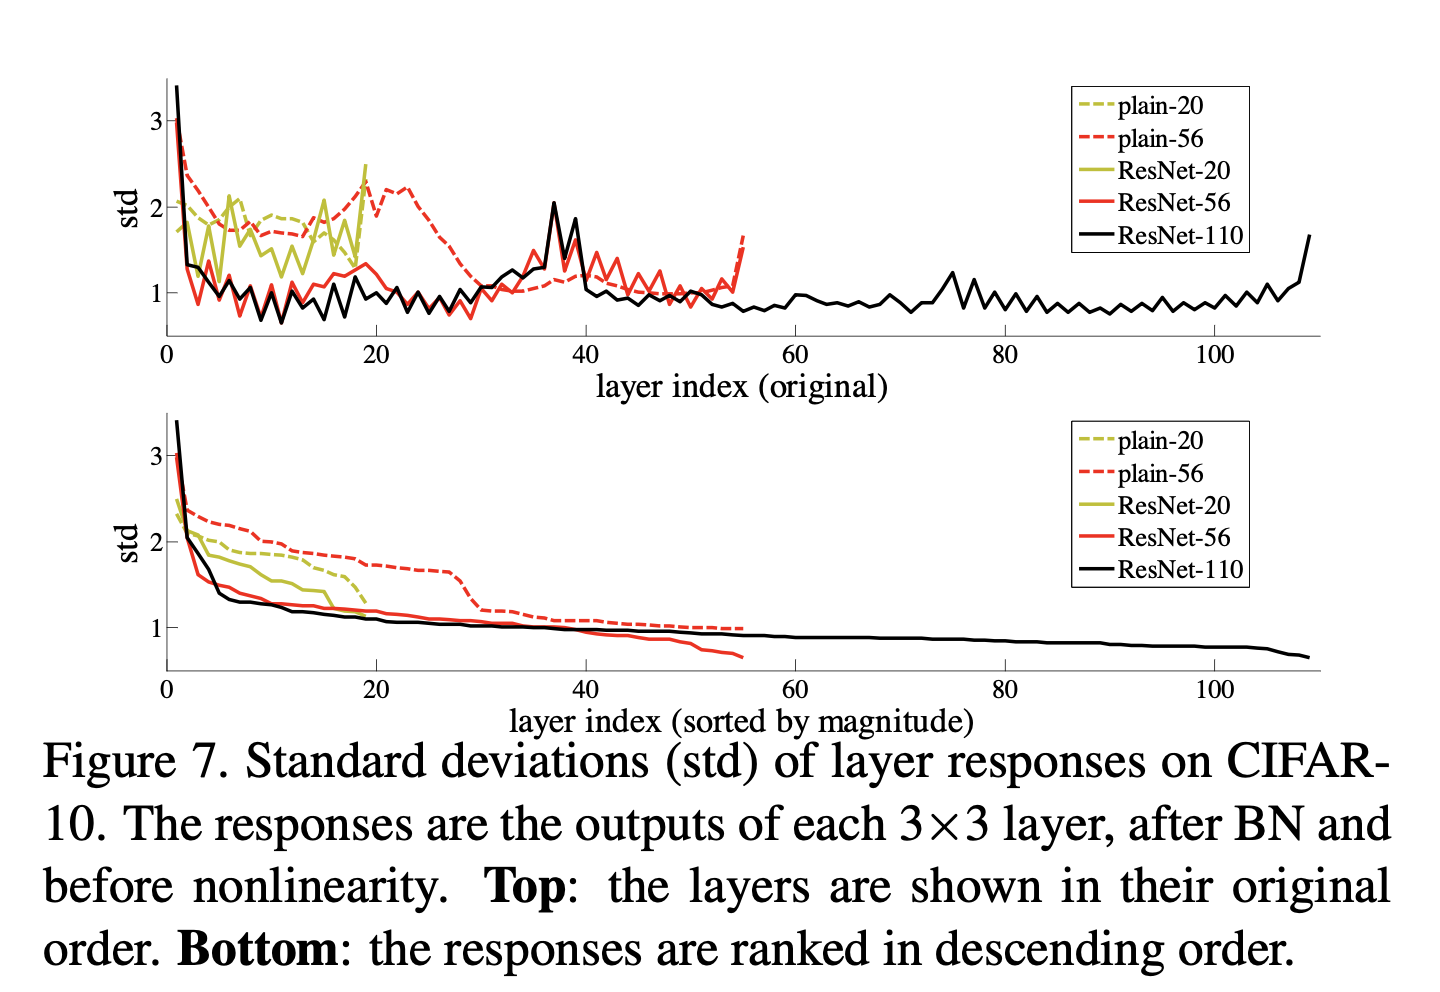 3
2
1
std
plain-20
plain-56
ResNet-20
ResNet-56
ResNet-110
0 20 40 60 80 100
layer index (original)
3
2
1
std
plain-20
plain-56
ResNet-20
ResNet-56
ResNet-110
0 20 40 60 80 100
layer index (sorted by magnitude)
Figure 7. Standard deviations (std) of layer responses on CIFAR-
10. The responses are the outputs of each 3×3 layer, after BN and
before nonlinearity. Top: the layers are shown in their original
order. Bottom: the responses are ranked in descending order.